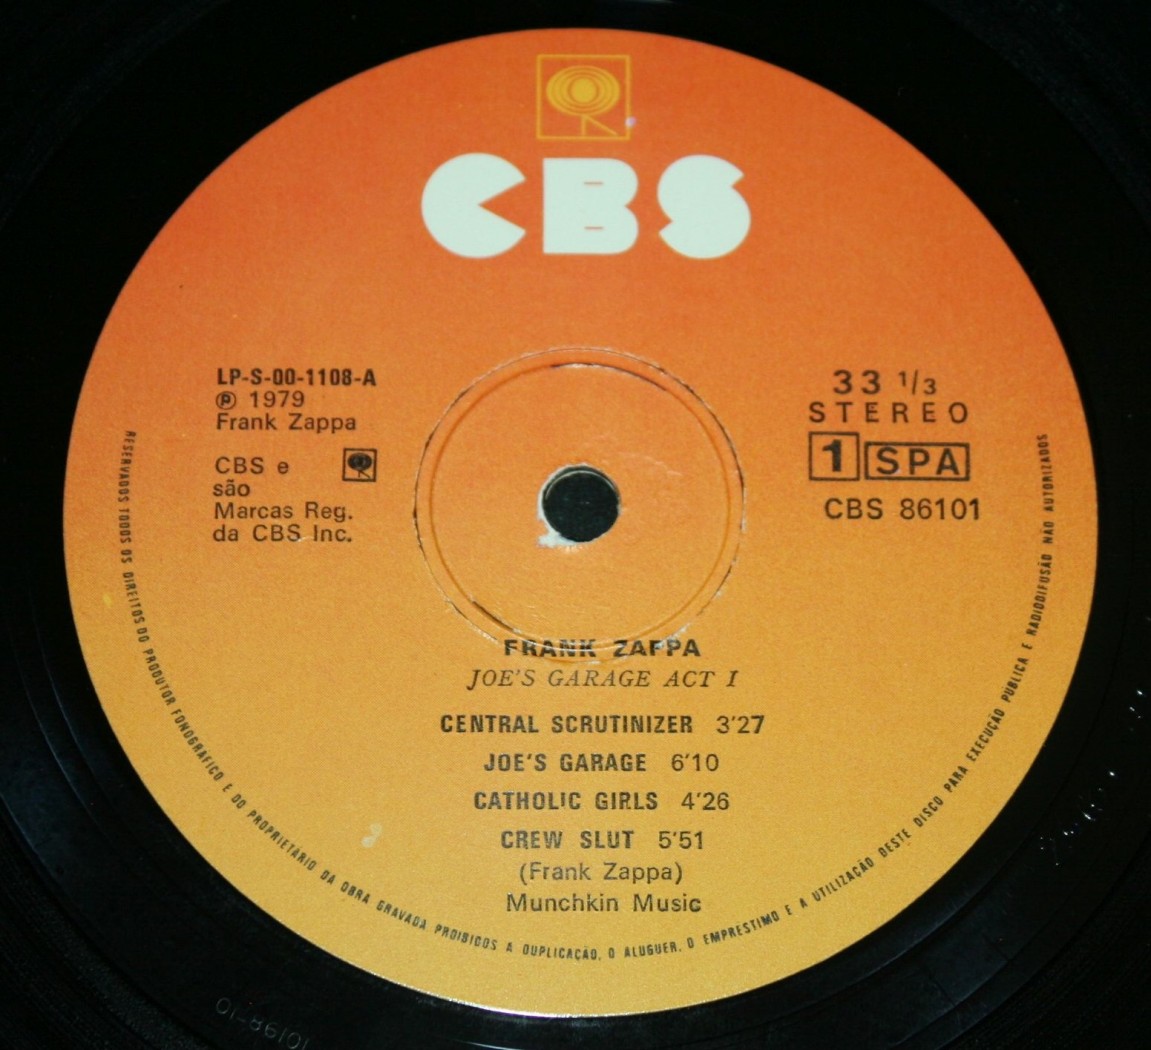 CBS
LP-S-00-1108-A
℗ 1979
Frank Zappa
CBS e
são
Marcas Reg.
da CBS Inc.
33 1/3
STEREO
1 SPA
CBS 86101
FRANK ZAPPA
JOE'S GARAGE ACT I
CENTRAL SCRUTINIZER 3'27
JOE'S GARAGE 6'10
CATHOLIC GIRLS 4'26
CREW SLUT 5'51
(Frank Zappa)
Munchkin Music
RESERVADOS TODOS OS DIREITOS DO PRODUTOR FONOGRAFICO E DO PROPRIETARIO DA OBRA GRAVADA PROIBIDOS A DUPLICAÇÃO, O ALUGUER, O EMPRESTIMO E A UTILIZAÇÃO DESTE DISCO PARA EXECUÇÃO PUBLICA E RADIODIFUSÃO NÃO AUTORIZADOS